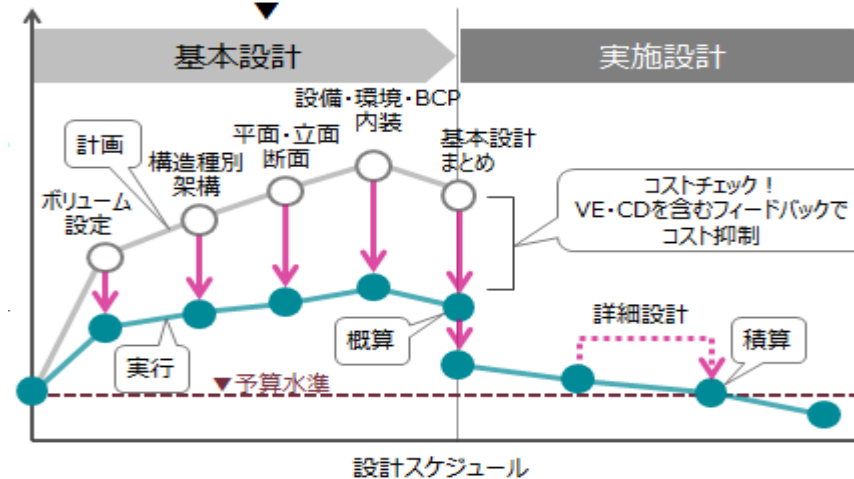 ▼
基本設計
実施設計
設備・環境・BCP
内装
計画
平面・立面
断面
基本設計
まとめ
構造種別
架構
ボリューム
設定
コストチェック！
VE・CDを含むフィードバックで
コスト抑制
概算
詳細設計
積算
実行
▼予算水準
設計スケジュール